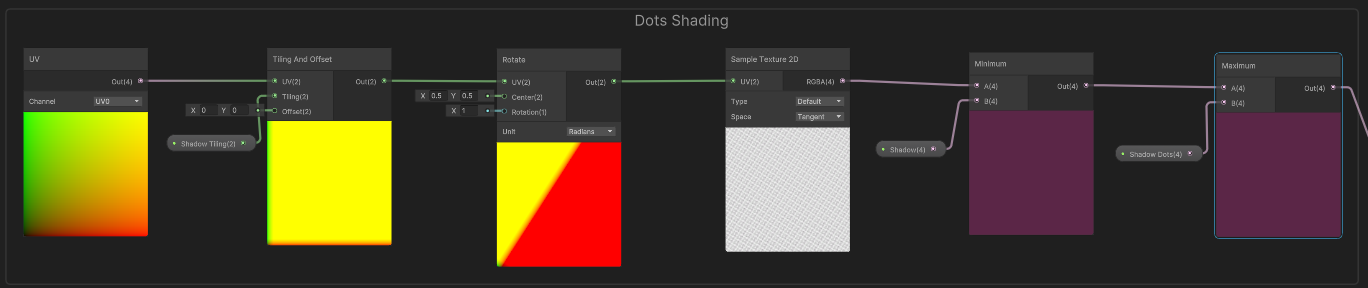 Dots Shading
UV
Out(4)
Channel
UV0
Tiling And Offset
UV(2)
Out(2)
Tiling(2)
X 0 Y 0
Offset(2)
Shadow Tiling(2)
Rotate
UV(2)
Out(2)
X 0.5 Y 0.5
Center(2)
X 1
Rotation(1)
Unit
Radians
Sample Texture 2D
UV(2)
RGBA(4)
Type
Default
Space
Tangent
Shadow(4)
Minimum
A(4)
Out(4)
B(4)
Shadow Dots(4)
Maximum
A(4)
Out(4)
B(4)